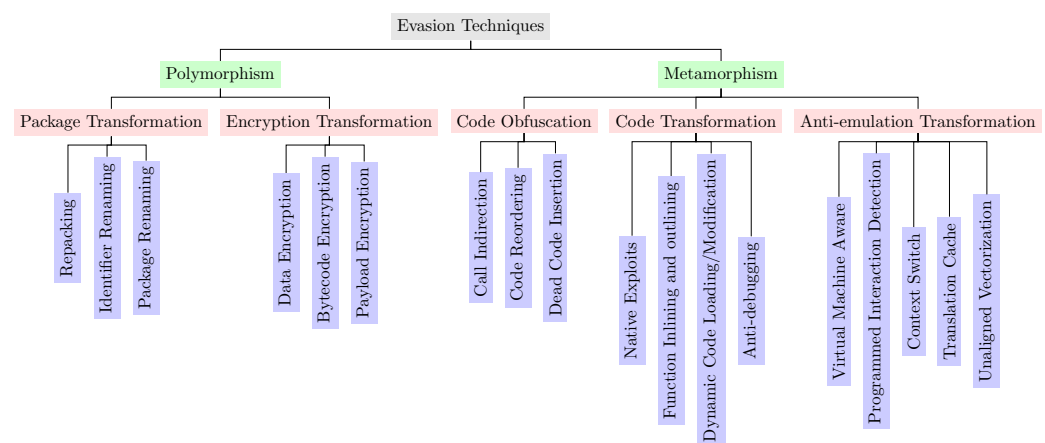 Evasion Techniques
Polymorphism
Metamorphism
Package Transformation
Encryption Transformation
Code Obfuscation
Code Transformation
Anti-emulation Transformation
Repacking
Identifier Renaming
Package Renaming
Data Encryption
Bytecode Encryption
Payload Encryption
Call Indirection
Code Reordering
Dead Code Insertion
Native Exploits
Function Inlining and outlining
Dynamic Code Loading/Modification
Anti-debugging
Virtual Machine Aware
Programmed Interaction Detection
Context Switch
Translation Cache
Unaligned Vectorization